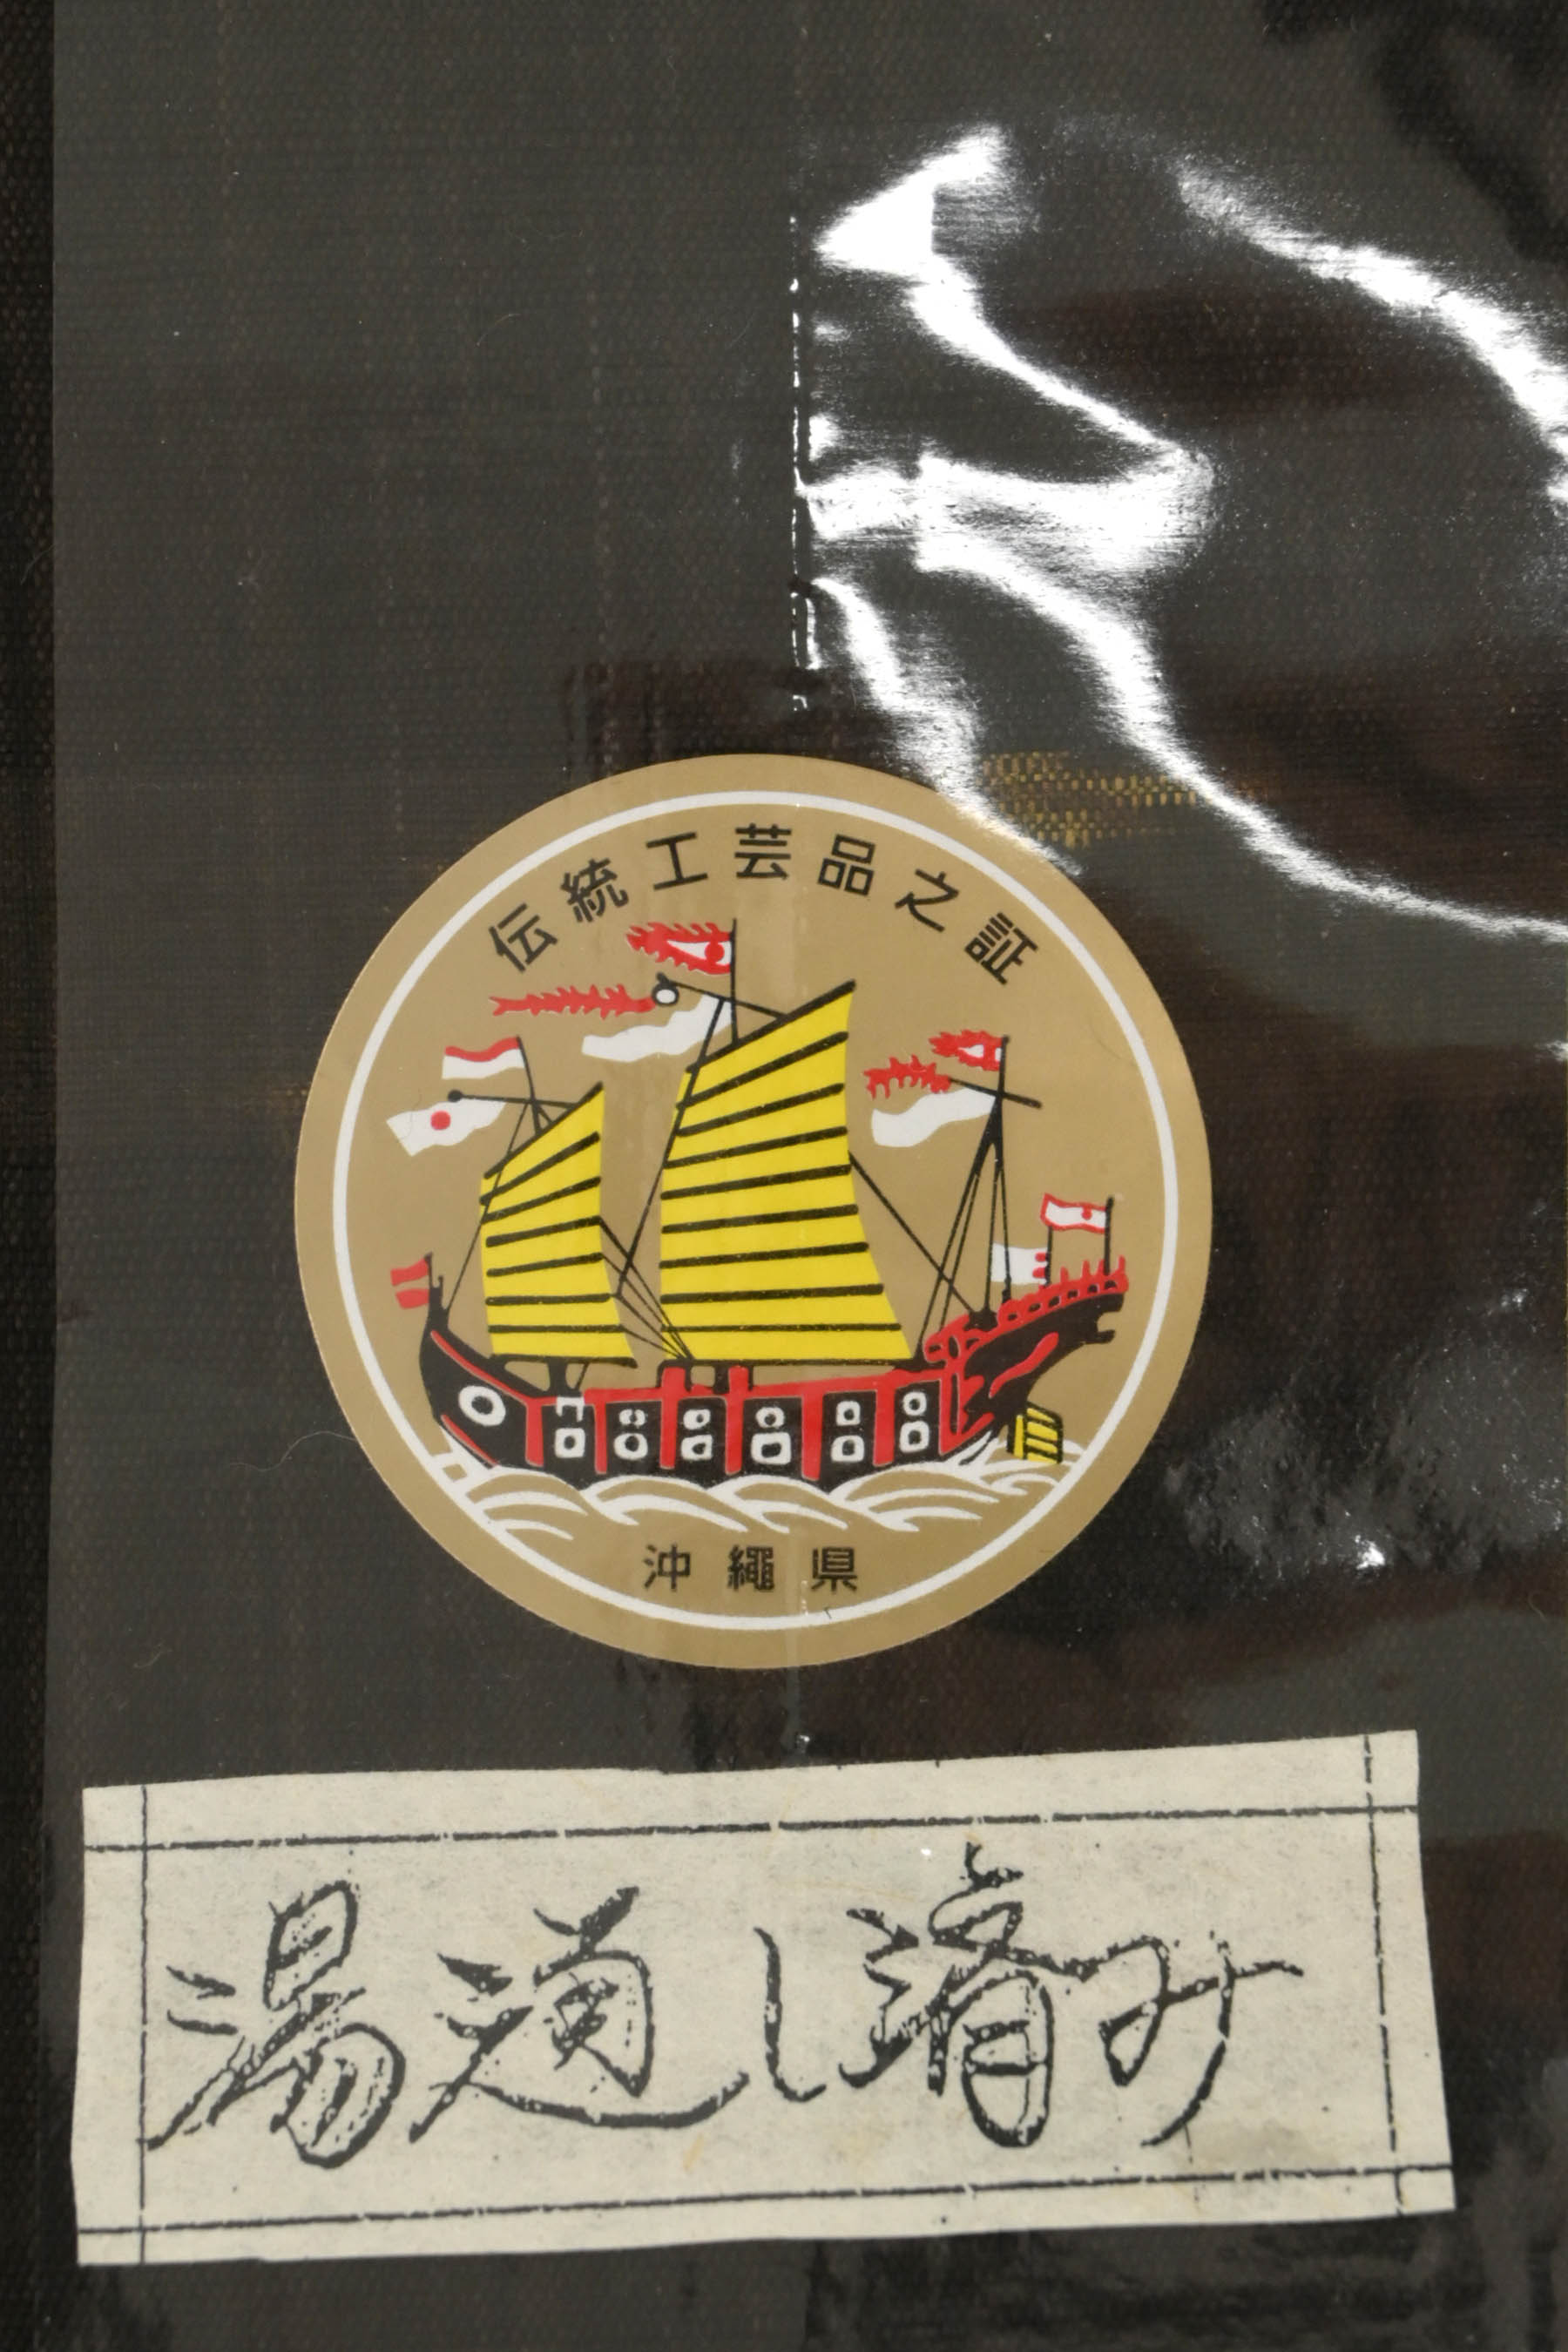 伝統工芸品之証
沖縄県
湯通し済み